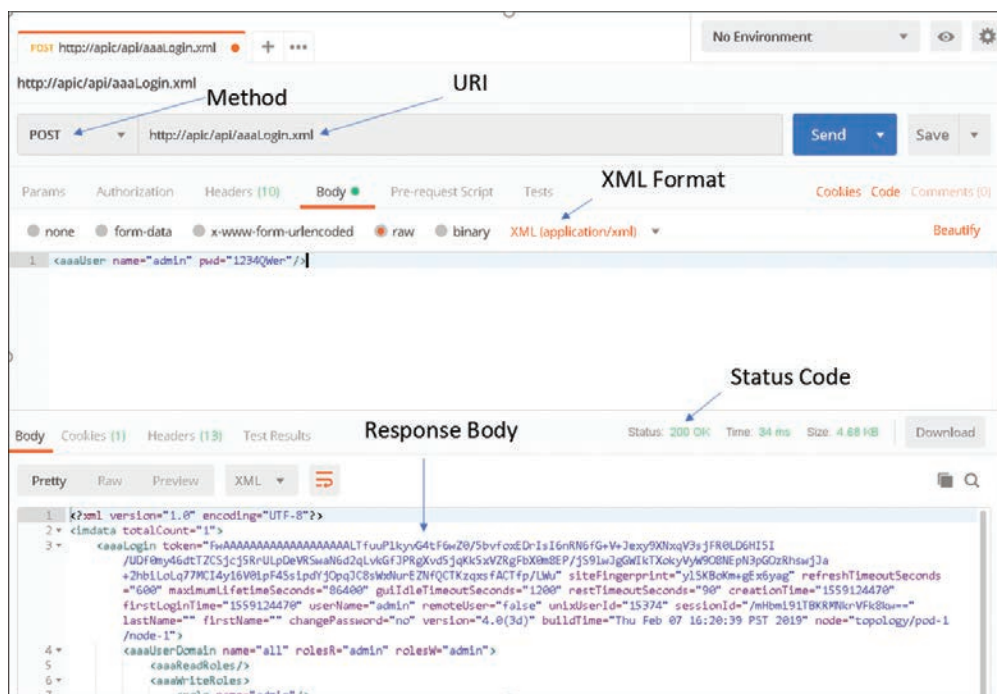 POST http://apic/api/aaaLogin.xml
No Environment
http://apic/api/aaaLogin.xml
Method
URI
POST
http://apic/api/aaaLogin.xml
Send
Save
Params Authorization Headers (10) Body Pre-request Script Tests
XML Format
Cookies Code Comments (0)
none form-data x-www-form-urlencoded raw binary XML (application/xml)
Beautify
1 <aaaUser name="admin" pwd="1234QWer"/>
Status Code
Body Cookies (1) Headers (13) Test Results
Response Body
Status: 200 OK Time: 34 ms Size: 4.68 KB
Download
Pretty Raw Preview XML
1 <?xml version="1.0" encoding="UTF-8"?>
2 <imdata totalCount="1">
3 <aaaLogin
siteFingerprint="yl5KBoKm+gEx6yag" refreshTimeoutSeconds
="600" maximumLifetimeSeconds="86400" guiIdleTimeoutSeconds="1200" restTimeoutSeconds="90" creationTime="1559124470"
firstLoginTime="1559124470" userName="admin" remoteUser="false" unixUserId="15374"
lastName="" firstName="" changePassword="no" version="4.0(3d)" buildTime="Thu Feb 07 16:20:39 PST 2019" node="topology/pod-1
/node-1">
4 <aaaUserDomain name="all" rolesR="admin" rolesW="admin">
5 <aaaReadRoles/>
6 <aaaWriteRoles>